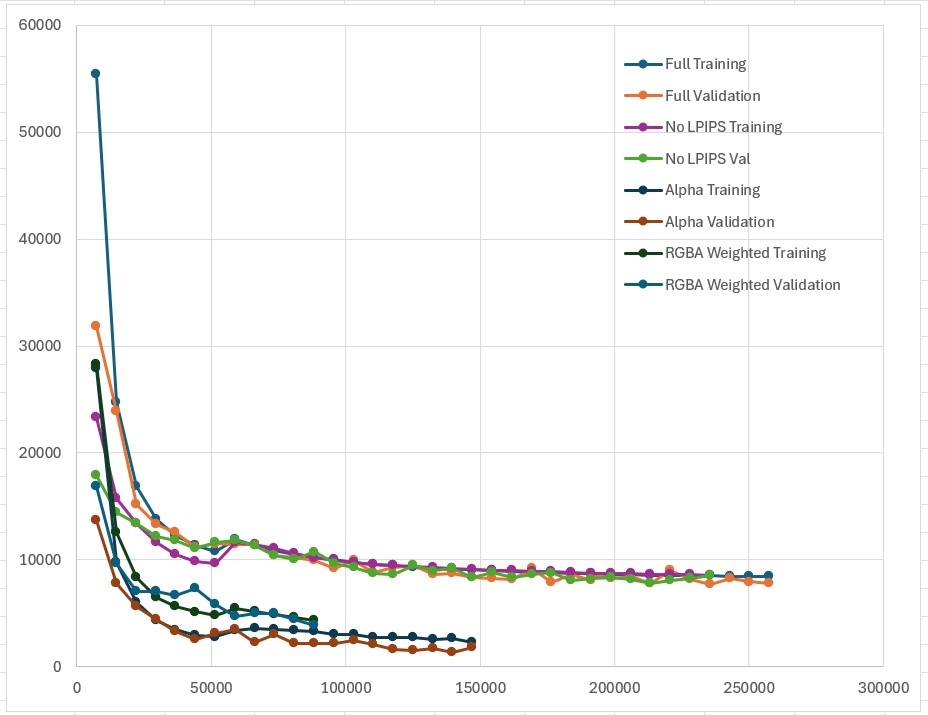 60000
50000
40000
30000
20000
10000
0
Full Training
Full Validation
No LPIPS Training
No LPIPS Val
Alpha Training
Alpha Validation
RGBA Weighted Training
RGBA Weighted Validation
0 50000 100000 150000 200000 250000 300000